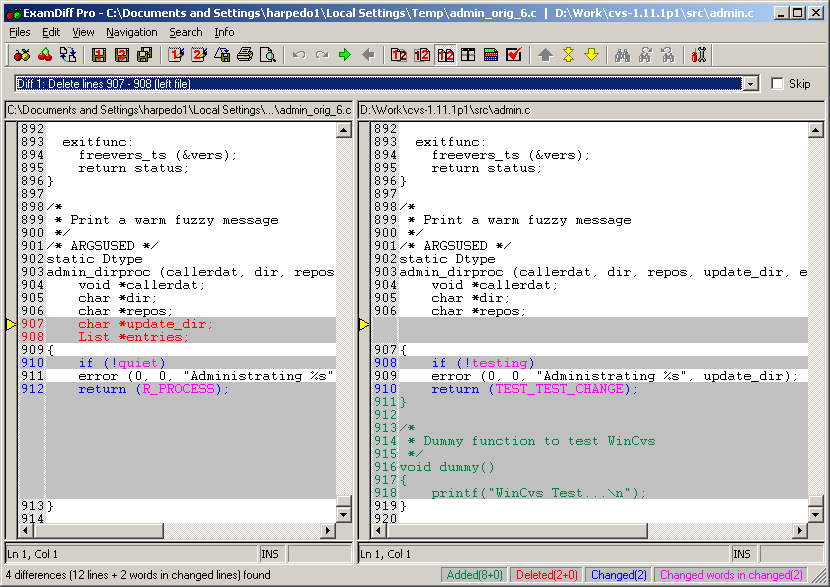 ExamDiff Pro - C:\Documents and Settings\harpedo1\Local Settings\Temp\admin_orig_6.c | D:\Work\cvs-1.11.1p1\src\admin.c
Files Edit View Navigation Search Info
Diff 1: Delete lines 907 - 908 (left file)
Skip
C:\Documents and Settings\harpedo1\Local Settings\...\admin_orig_6.c
892
893   exitfunc:
894     freevers_ts (&vers);
895     return status;
896 }
897
898 /*
899  * Print a warm fuzzy message
900  */
901 /* ARGSUSED */
902 static Dtype
903 admin_dirproc (callerdat, dir, repos
904     void *callerdat;
905     char *dir;
906     char *repos;
907     char *update_dir;
908     List *entries;
909 {
910     if (!quiet)
911     error (0, 0, "Administrating %s"
912     return (R_PROCESS);
913 }
914
Ln 1, Col 1
INS
D:\Work\cvs-1.11.1p1\src\admin.c
892
893   exitfunc:
894     freevers_ts (&vers);
895     return status;
896 }
897
898 /*
899  * Print a warm fuzzy message
900  */
901 /* ARGSUSED */
902 static Dtype
903 admin_dirproc (callerdat, dir, repos, update_dir, e
904     void *callerdat;
905     char *dir;
906     char *repos;
907 {
908     if (!testing)
909     error (0, 0, "Administrating %s", update_dir);
910     return (TEST_TEST_CHANGE);
911 }
912
913 /*
914  * Dummy function to test WinCvs
915  */
916 void dummy()
917 {
918     printf("WinCvs Test...\n");
919 }
920
Ln 1, Col 1
INS
4 differences (12 lines + 2 words in changed lines) found
Added(8+0)
Deleted(2+0)
Changed(2)
Changed words in changed(2)